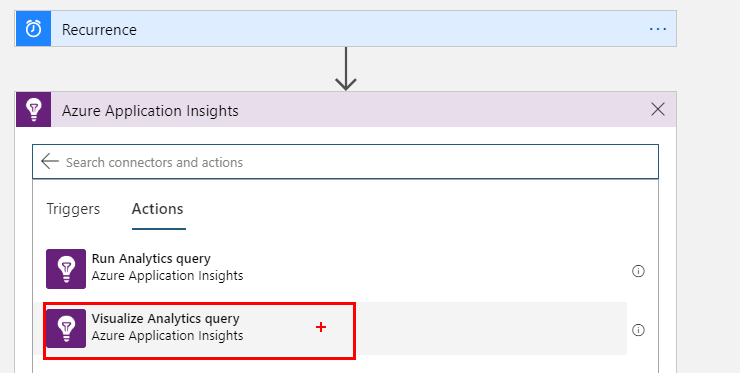 Recurrence
Azure Application Insights
Search connectors and actions
Triggers Actions
Run Analytics query
Azure Application Insights
Visualize Analytics query
Azure Application Insights